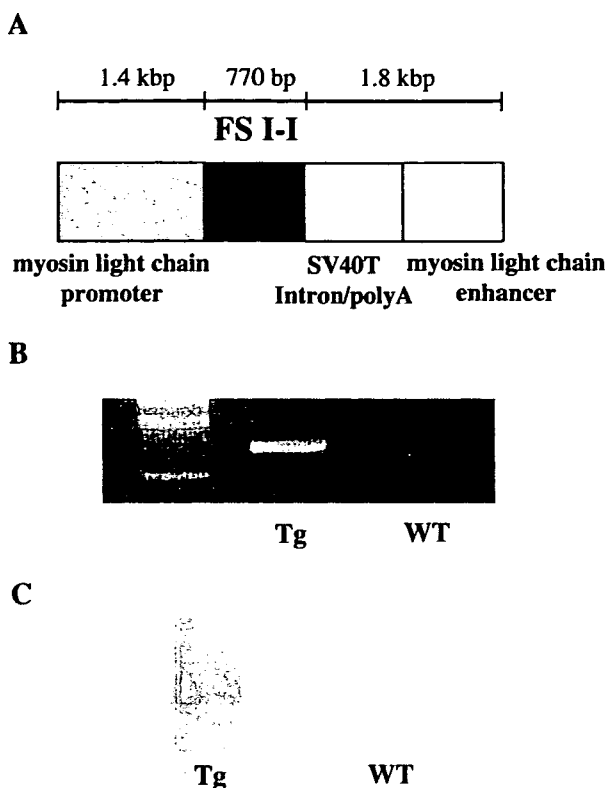 A
1.4 kbp 770 bp 1.8 kbp
FS I-I
myosin light chain promoter
SV40T Intron/polyA
myosin light chain enhancer
B
Tg WT
C
Tg WT